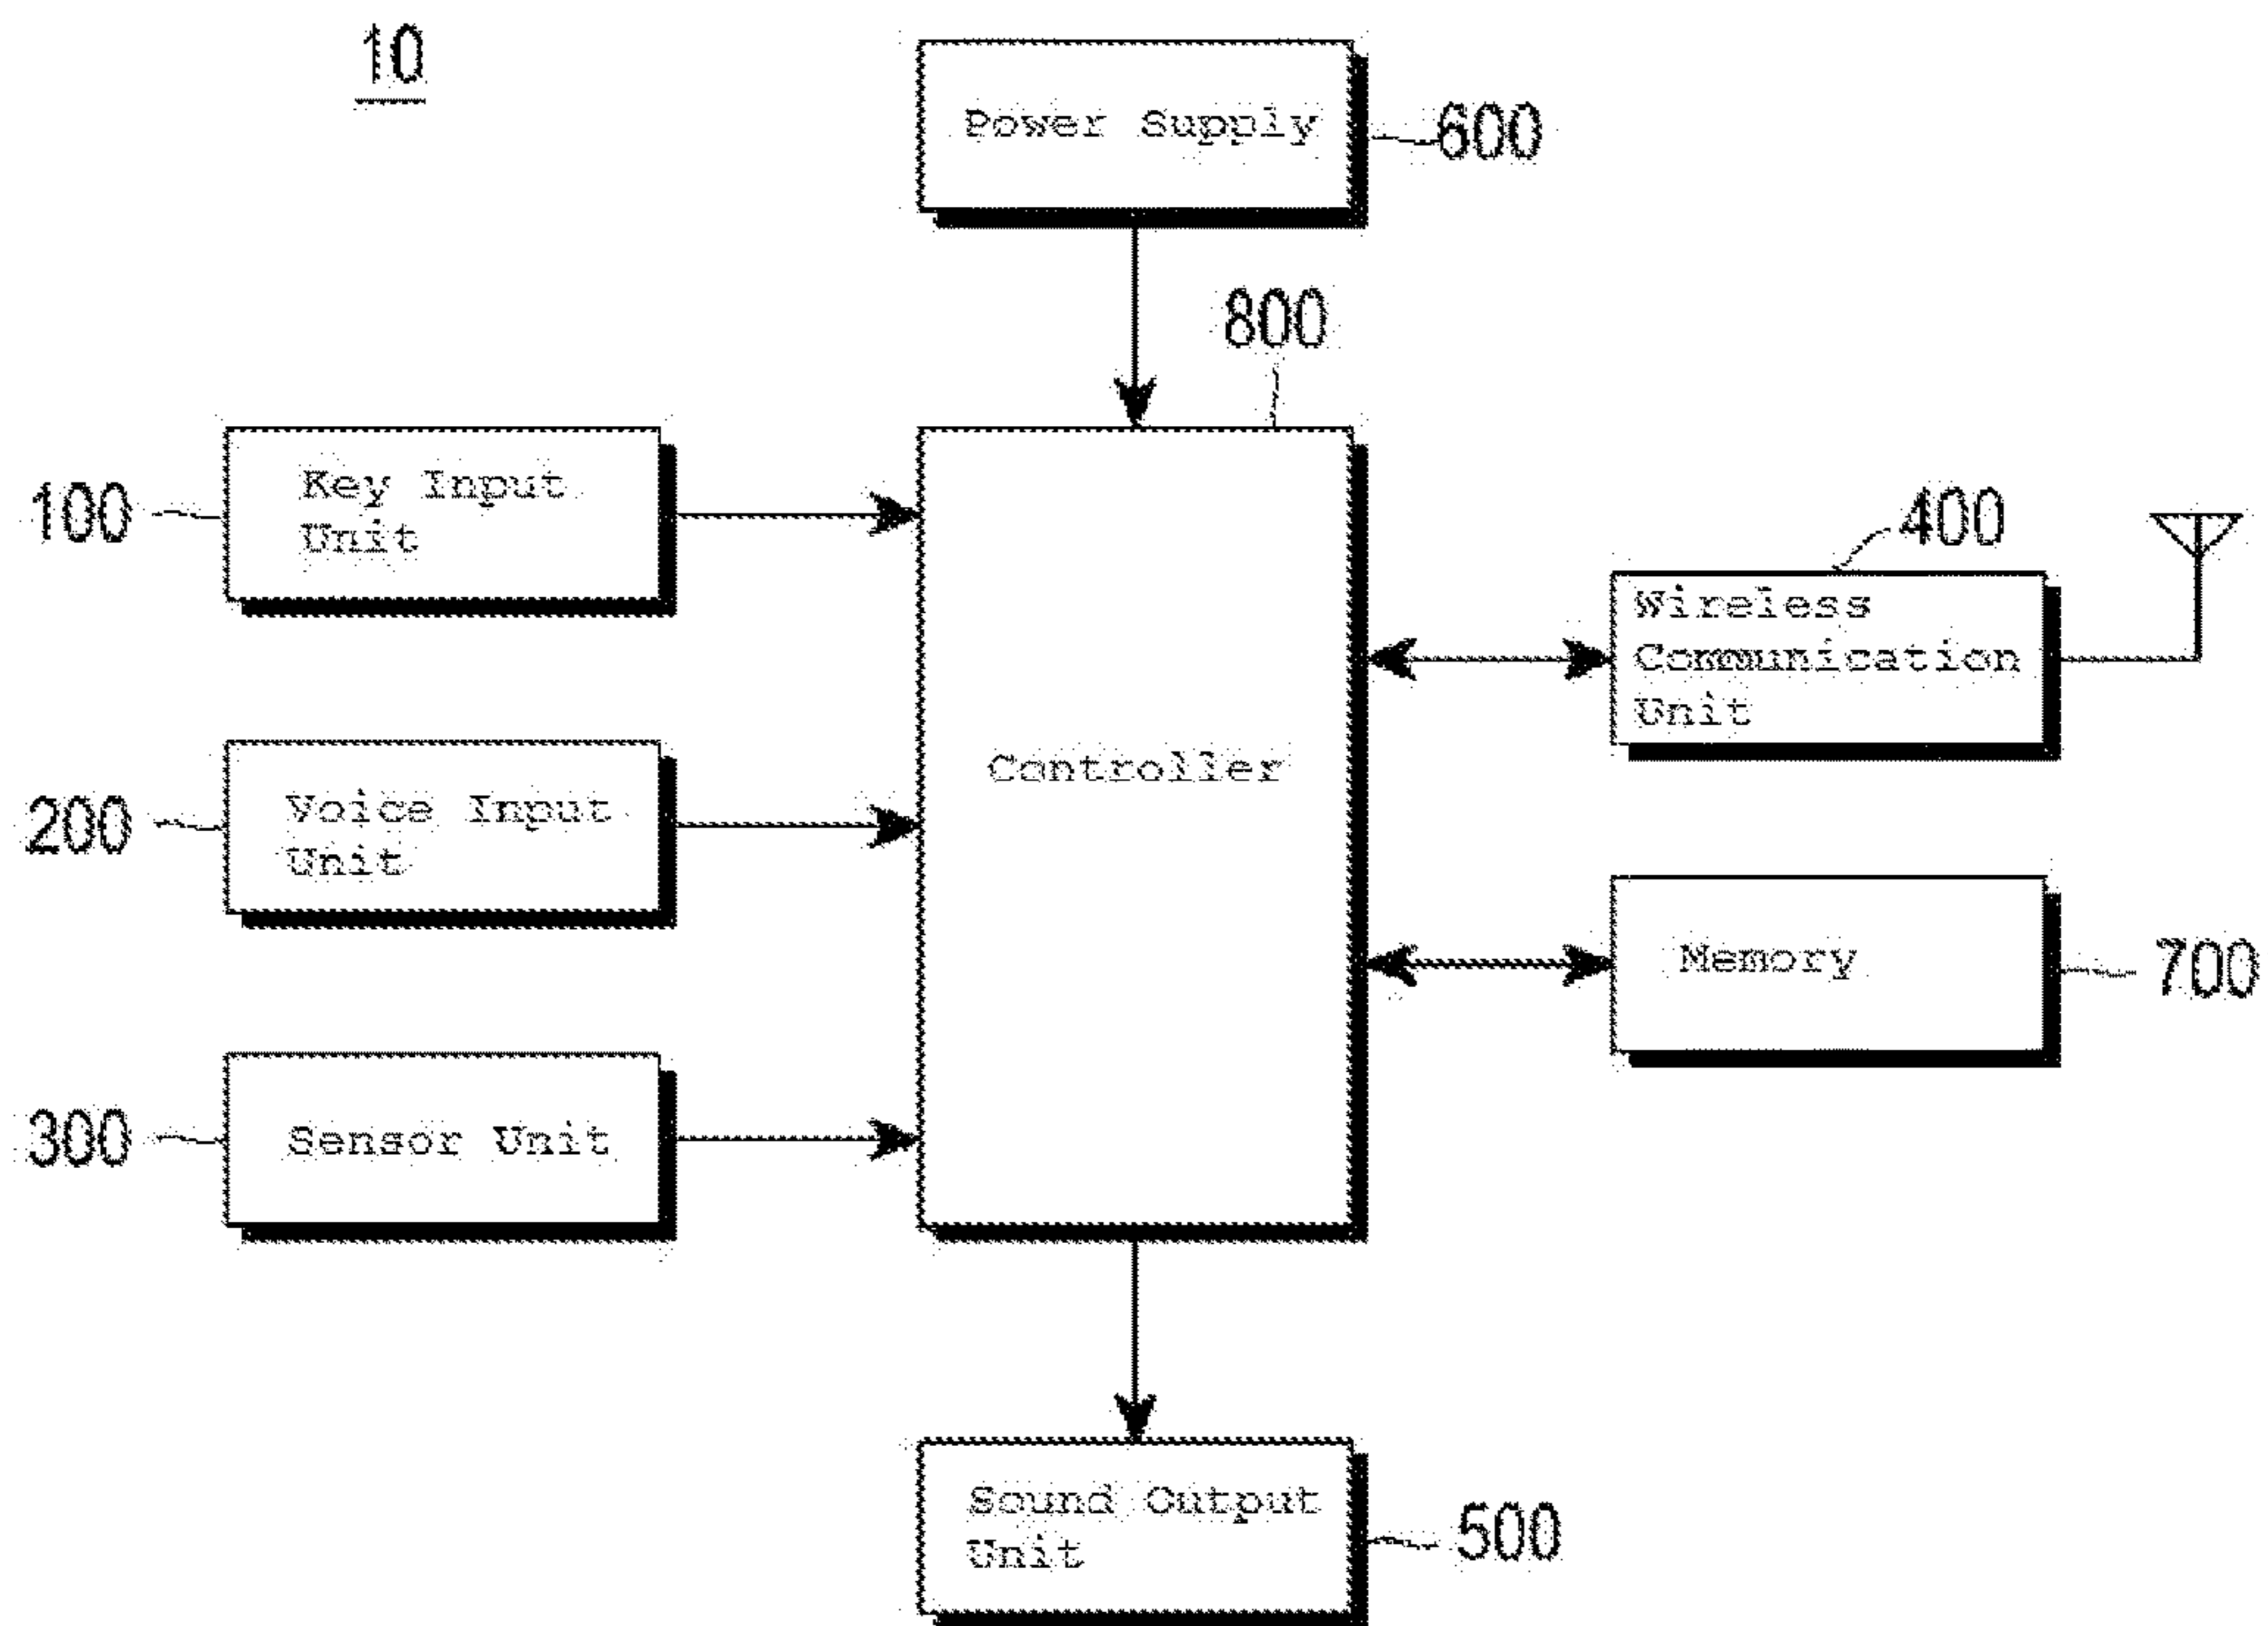 10
Power Supply
600
800
100
Key Input
Unit
400
Wireless
Communication
Unit
Controller
200
Voice Input
Unit
Memory
700
300
Sensor Unit
Sound Output
Unit
500